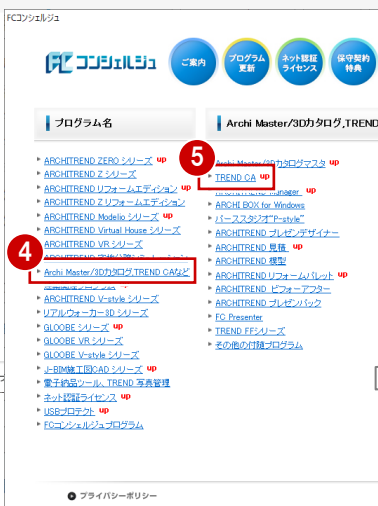 FCコンシェルジュ
FC コンシェルジュ
ご案内
プログラム
更新
ネット認証
ライセンス
保守契約
特典
プログラム名
Archi Master/3Dカタログ,TREND
ARCHITREND ZERO シリーズ up
ARCHITREND Z シリーズ
ARCHITREND リフォームエディション up
ARCHITREND Z リフォームエディション
ARCHITREND Modelio シリーズ up
ARCHITREND Virtual House シリーズ
ARCHITREND VR シリーズ
4
Archi Master/3Dカタログ,TREND CAなど
ARCHITREND V-style シリーズ
リアルウォーカー3D シリーズ
GLOOBE シリーズ up
GLOOBE VR シリーズ
GLOOBE V-style シリーズ
J-BIM施工図CAD シリーズ up
電子納品ツール、TREND 写真管理
ネット認証ライセンス up
USBプロテクト up
FCコンシェルジュプログラム
5
Archi Master/3Dカタログマスタ up
TREND CA up
ARCHITREND Manager up
ARCHI BOX for Windows
パーススタジオ"P-style"
ARCHITREND プレゼンデザイナー
ARCHITREND 見積 up
ARCHITREND 模型
ARCHITREND リフォームパレット up
ARCHITREND ビフォーアフター
ARCHITREND プレゼンパック
FC Presenter
TREND FFシリーズ
その他の付随プログラム
プライバシーポリシー